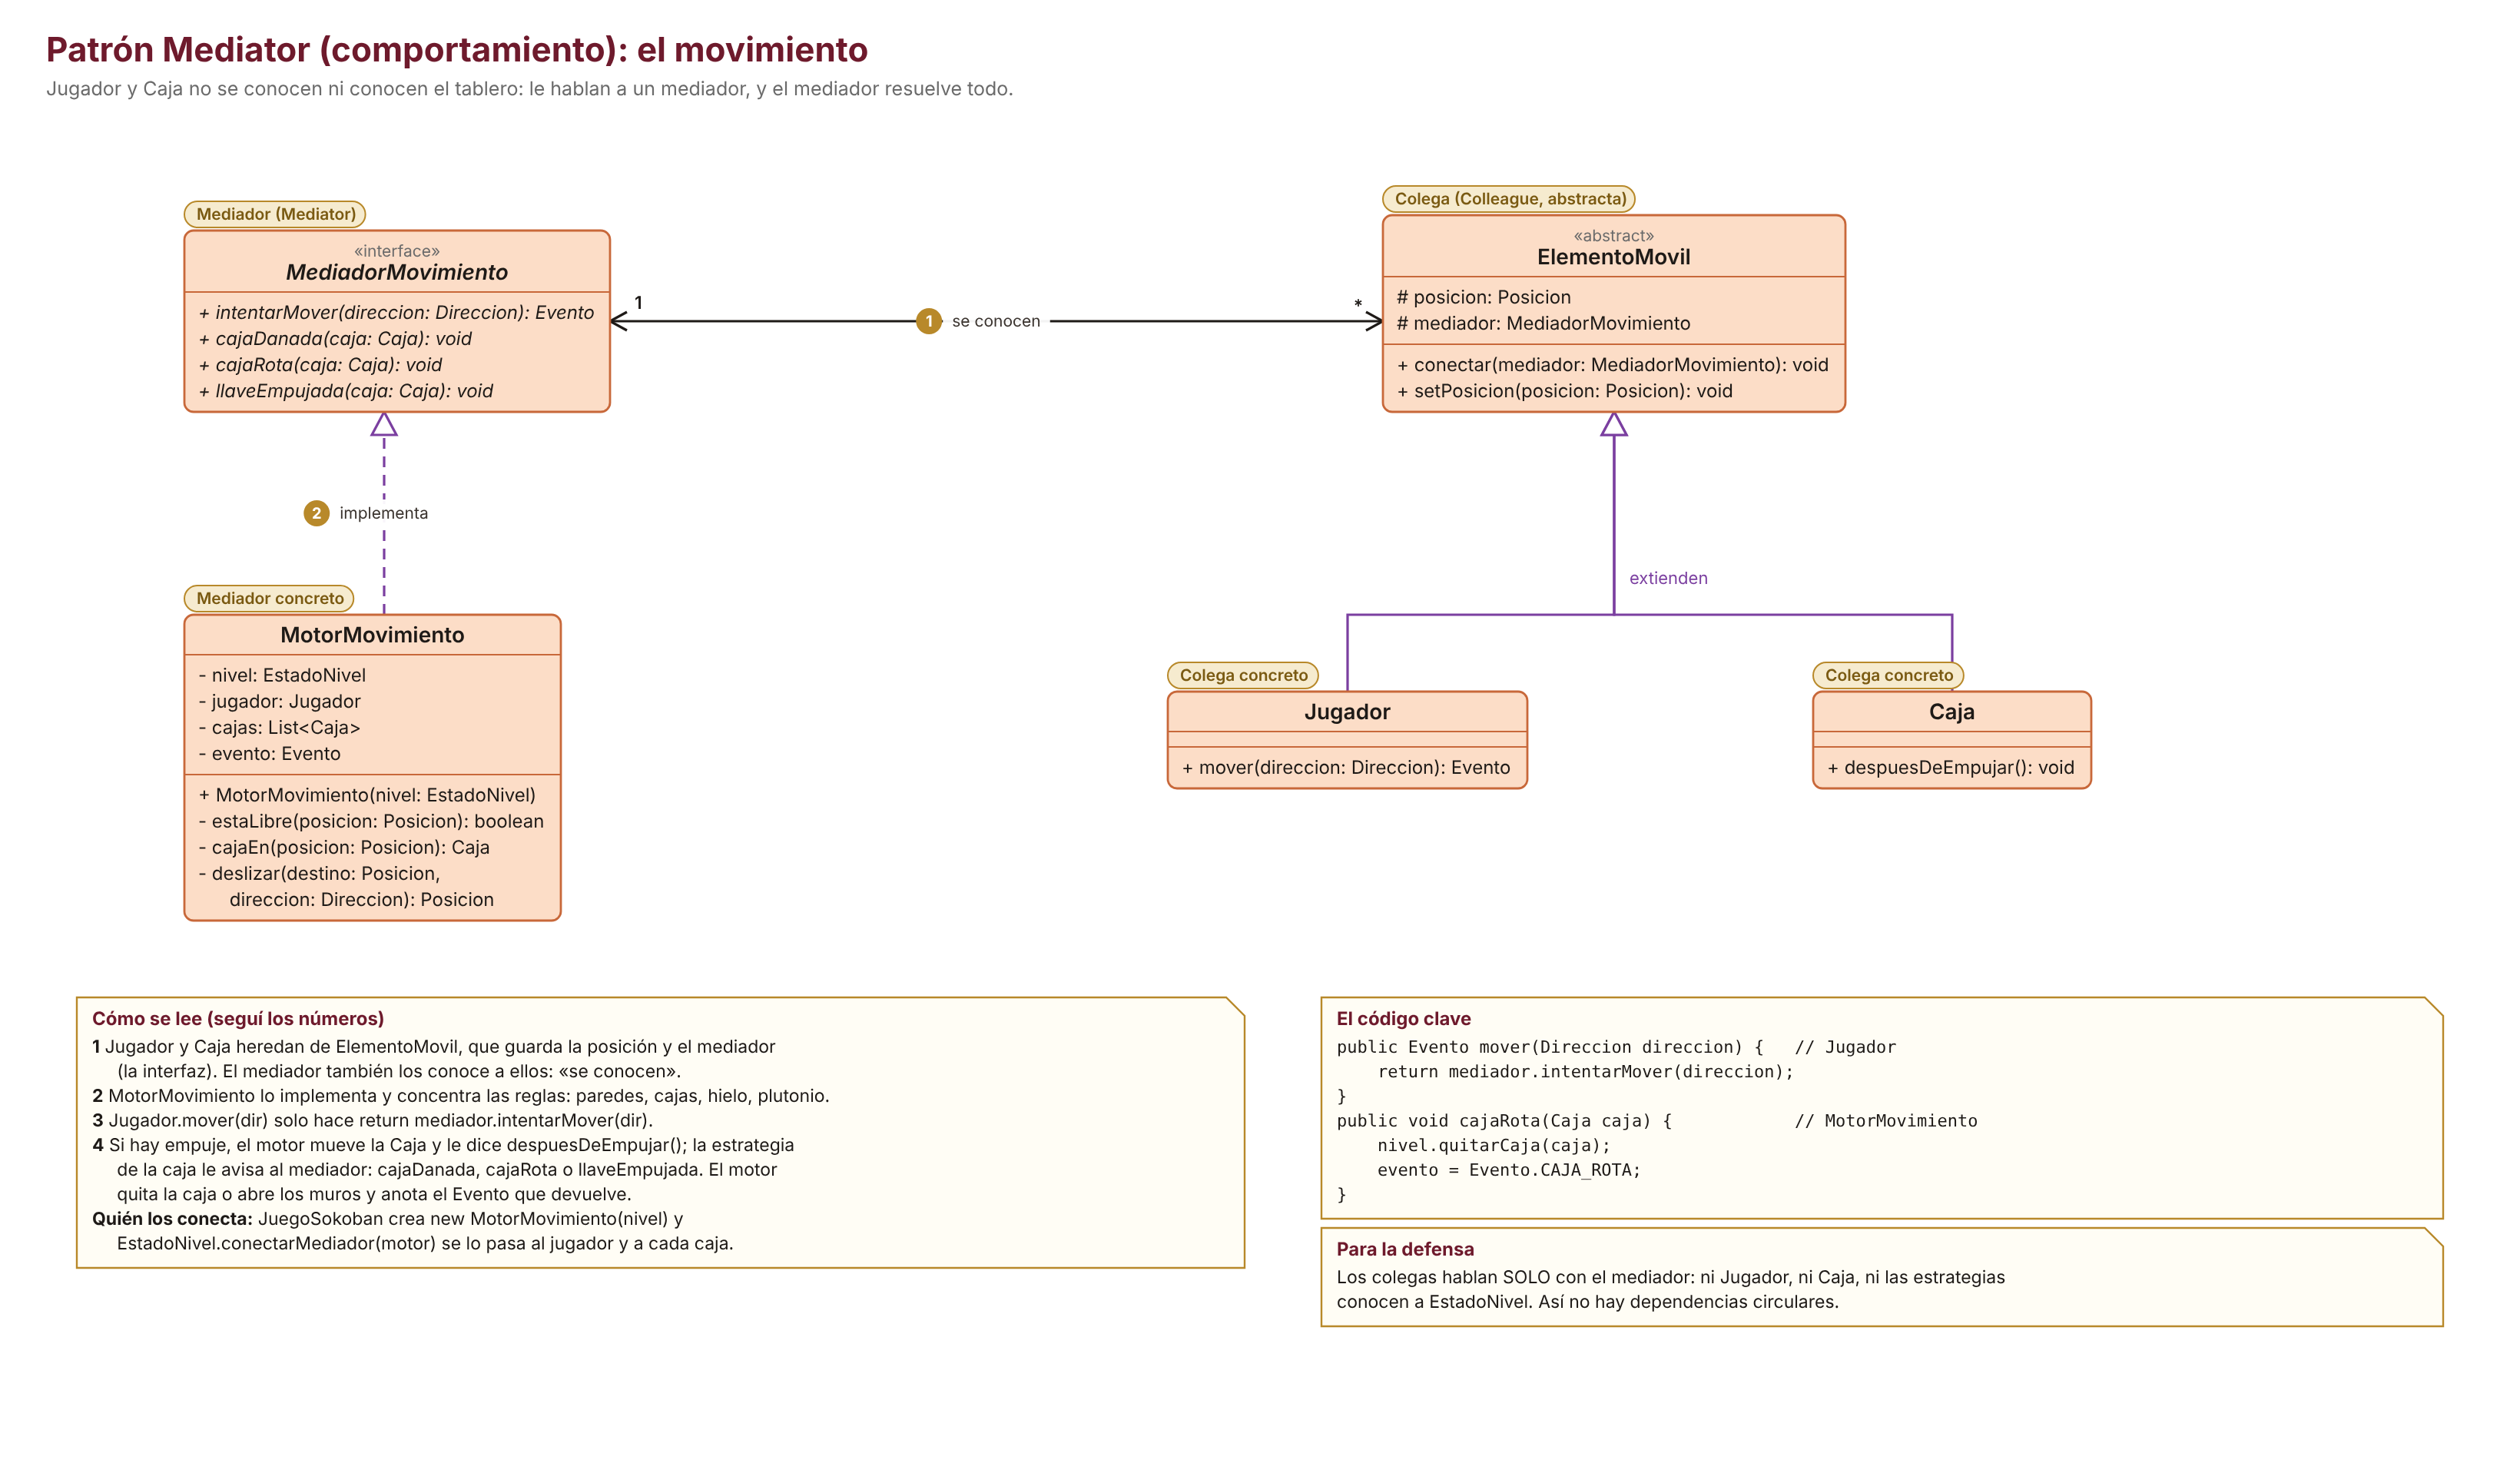 Patrón Mediator (comportamiento): el movimiento
Jugador y Caja no se conocen ni conocen el tablero: le hablan a un mediador, y el mediador resuelve todo.
Mediador (Mediator)
«interface»
MediadorMovimiento
+ intentarMover(direccion: Direccion): Evento
+ cajaDanada(caja: Caja): void
+ cajaRota(caja: Caja): void
+ llaveEmpujada(caja: Caja): void
1
1 se conocen
*
Colega (Colleague, abstracta)
«abstract»
ElementoMovil
# posicion: Posicion
# mediador: MediadorMovimiento
+ conectar(mediador: MediadorMovimiento): void
+ setPosicion(posicion: Posicion): void
2 implementa
extienden
Mediador concreto
MotorMovimiento
- nivel: EstadoNivel
- jugador: Jugador
- cajas: List<Caja>
- evento: Evento
+ MotorMovimiento(nivel: EstadoNivel)
- estaLibre(posicion: Posicion): boolean
- cajaEn(posicion: Posicion): Caja
- deslizar(destino: Posicion,
direccion: Direccion): Posicion
Colega concreto
Jugador
+ mover(direccion: Direccion): Evento
Colega concreto
Caja
+ despuesDeEmpujar(): void
Cómo se lee (seguí los números)
1 Jugador y Caja heredan de ElementoMovil, que guarda la posición y el mediador
(la interfaz). El mediador también los conoce a ellos: «se conocen».
2 MotorMovimiento lo implementa y concentra las reglas: paredes, cajas, hielo, plutonio.
3 Jugador.mover(dir) solo hace return mediador.intentarMover(dir).
4 Si hay empuje, el motor mueve la Caja y le dice despuesDeEmpujar(); la estrategia
de la caja le avisa al mediador: cajaDanada, cajaRota o llaveEmpujada. El motor
quita la caja o abre los muros y anota el Evento que devuelve.
Quién los conecta: JuegoSokoban crea new MotorMovimiento(nivel) y
EstadoNivel.conectarMediador(motor) se lo pasa al jugador y a cada caja.
El código clave
public Evento mover(Direccion direccion) {   // Jugador
    return mediador.intentarMover(direccion);
}
public void cajaRota(Caja caja) {            // MotorMovimiento
    nivel.quitarCaja(caja);
    evento = Evento.CAJA_ROTA;
}
Para la defensa
Los colegas hablan SOLO con el mediador: ni Jugador, ni Caja, ni las estrategias
conocen a EstadoNivel. Así no hay dependencias circulares.